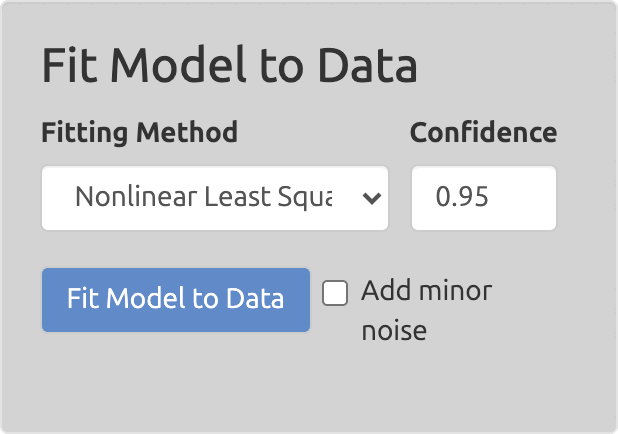 Fit Model to Data
Fitting Method
Confidence
Nonlinear Least Squa
0.95
Fit Model to Data
Add minor
noise